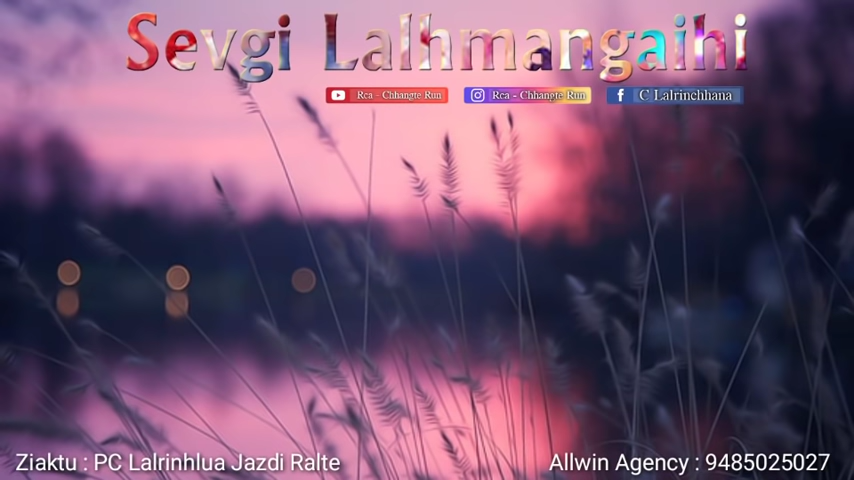 Sevgi Lalhmangaihi
Rca - Chhangte Run Rca - Chhangte Run C Lalrinchhana
Ziaktu : PC Lalrinhlua Jazdi Ralte Allwin Agency : 9485025027